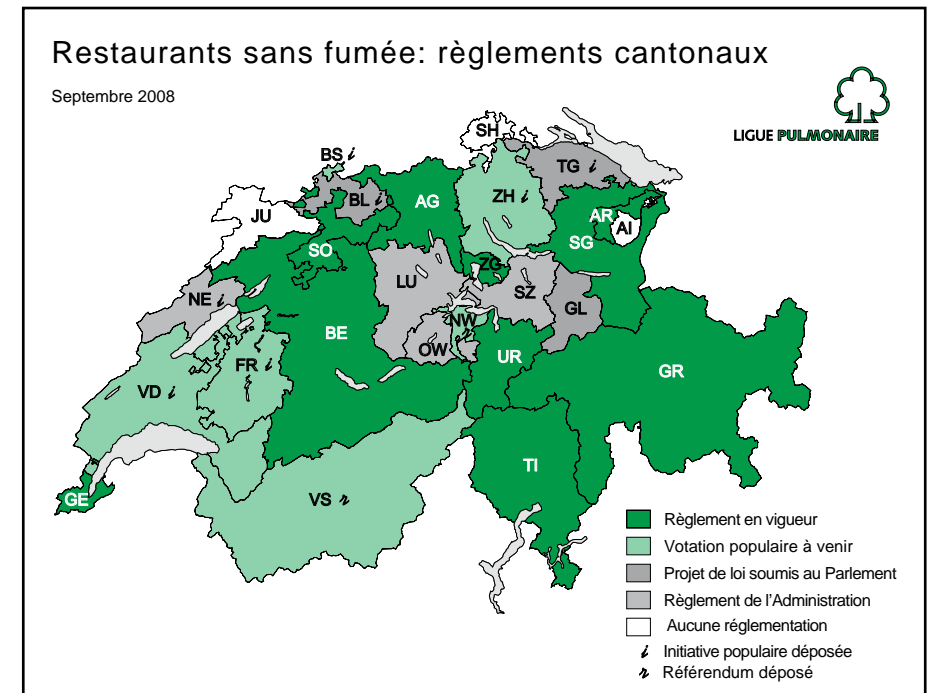 Restaurants sans fumée: règlements cantonaux
Septembre 2008
LIGUE PULMONAIRE
SH
BS i
TG i
BL i
ZH i
AG
JU
AR
AI
SG
SO
ZG
LU
SZ
NE i
GL
NW r
BE
OW
UR
FR i
GR
VD i
TI
VS r
GE
Règlement en vigueur
Votation populaire à venir
Projet de loi soumis au Parlement
Règlement de l'Administration
Aucune réglementation
i Initiative populaire déposée
r Référendum déposé